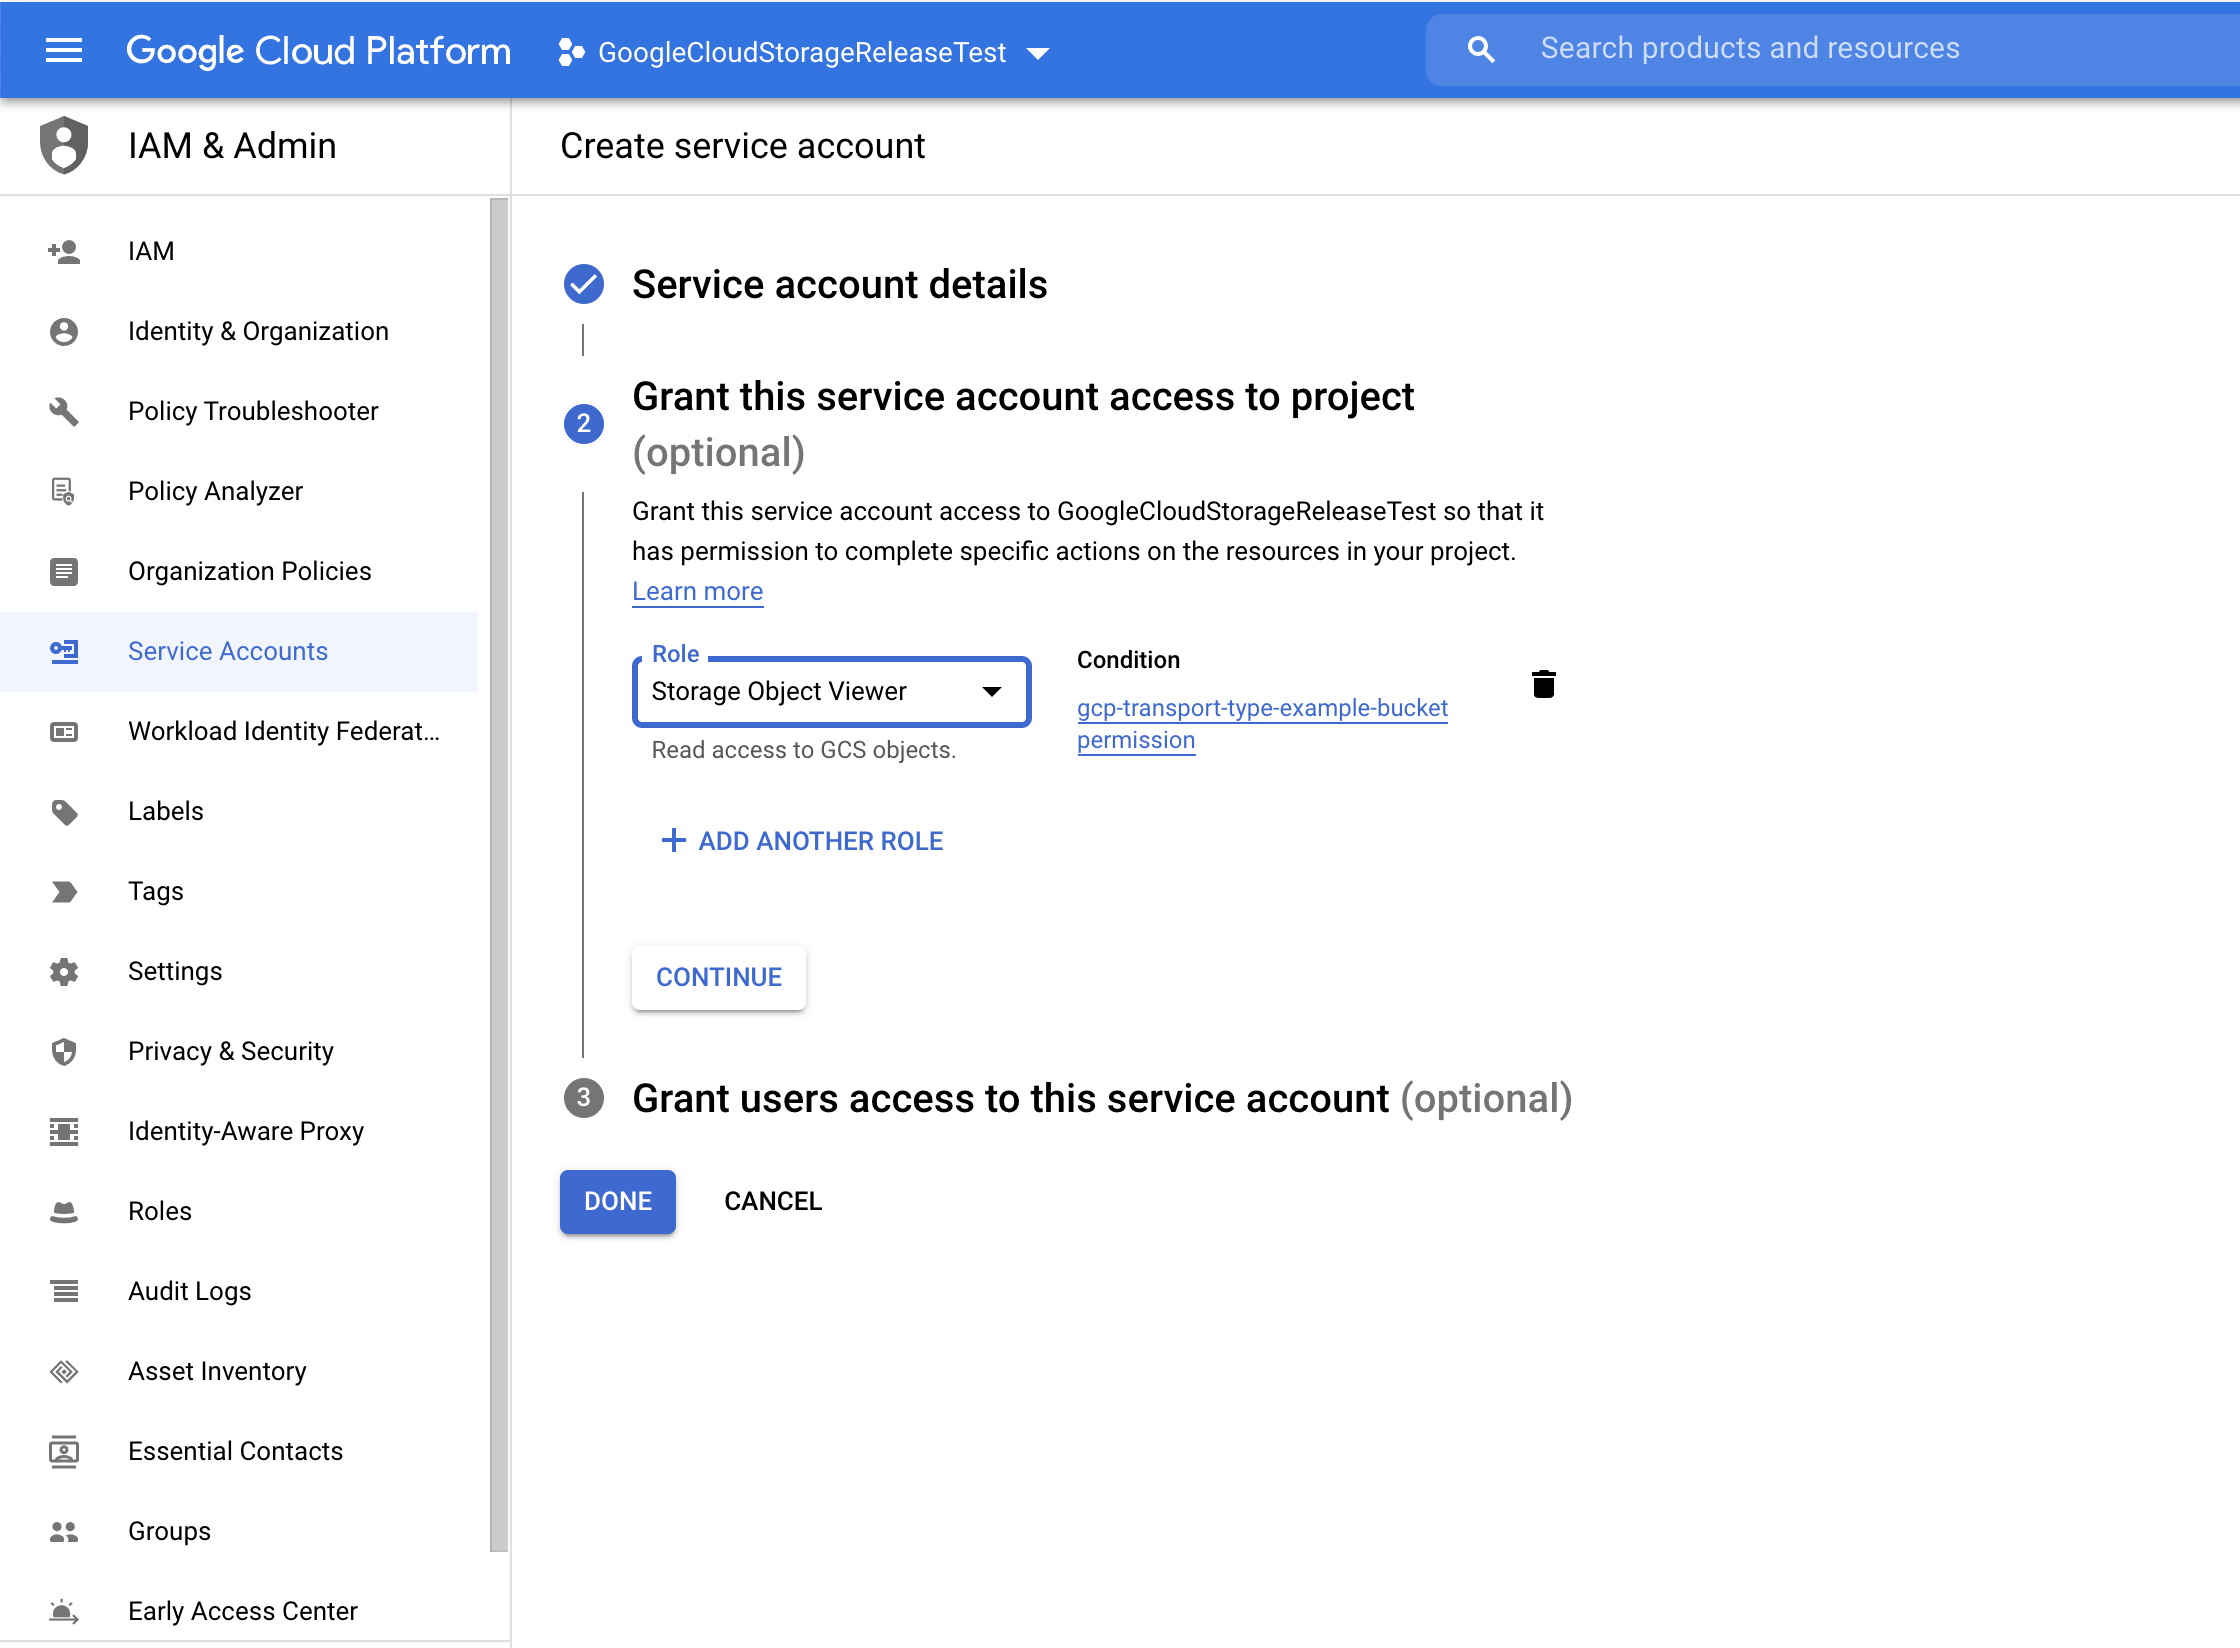 Google Cloud Platform
GoogleCloudStorageReleaseTest
Search products and resources
IAM & Admin
Create service account
IAM
Identity & Organization
Policy Troubleshooter
Policy Analyzer
Organization Policies
Service Accounts
Workload Identity Federat...
Labels
Tags
Settings
Privacy & Security
Identity-Aware Proxy
Roles
Audit Logs
Asset Inventory
Essential Contacts
Groups
Early Access Center
Service account details
2
Grant this service account access to project
(optional)
Grant this service account access to GoogleCloudStorageReleaseTest so that it
has permission to complete specific actions on the resources in your project.
Learn more
Role
Storage Object Viewer
Read access to GCS objects.
Condition
gcp-transport-type-example-bucket
permission
ADD ANOTHER ROLE
CONTINUE
3
Grant users access to this service account (optional)
DONE
CANCEL